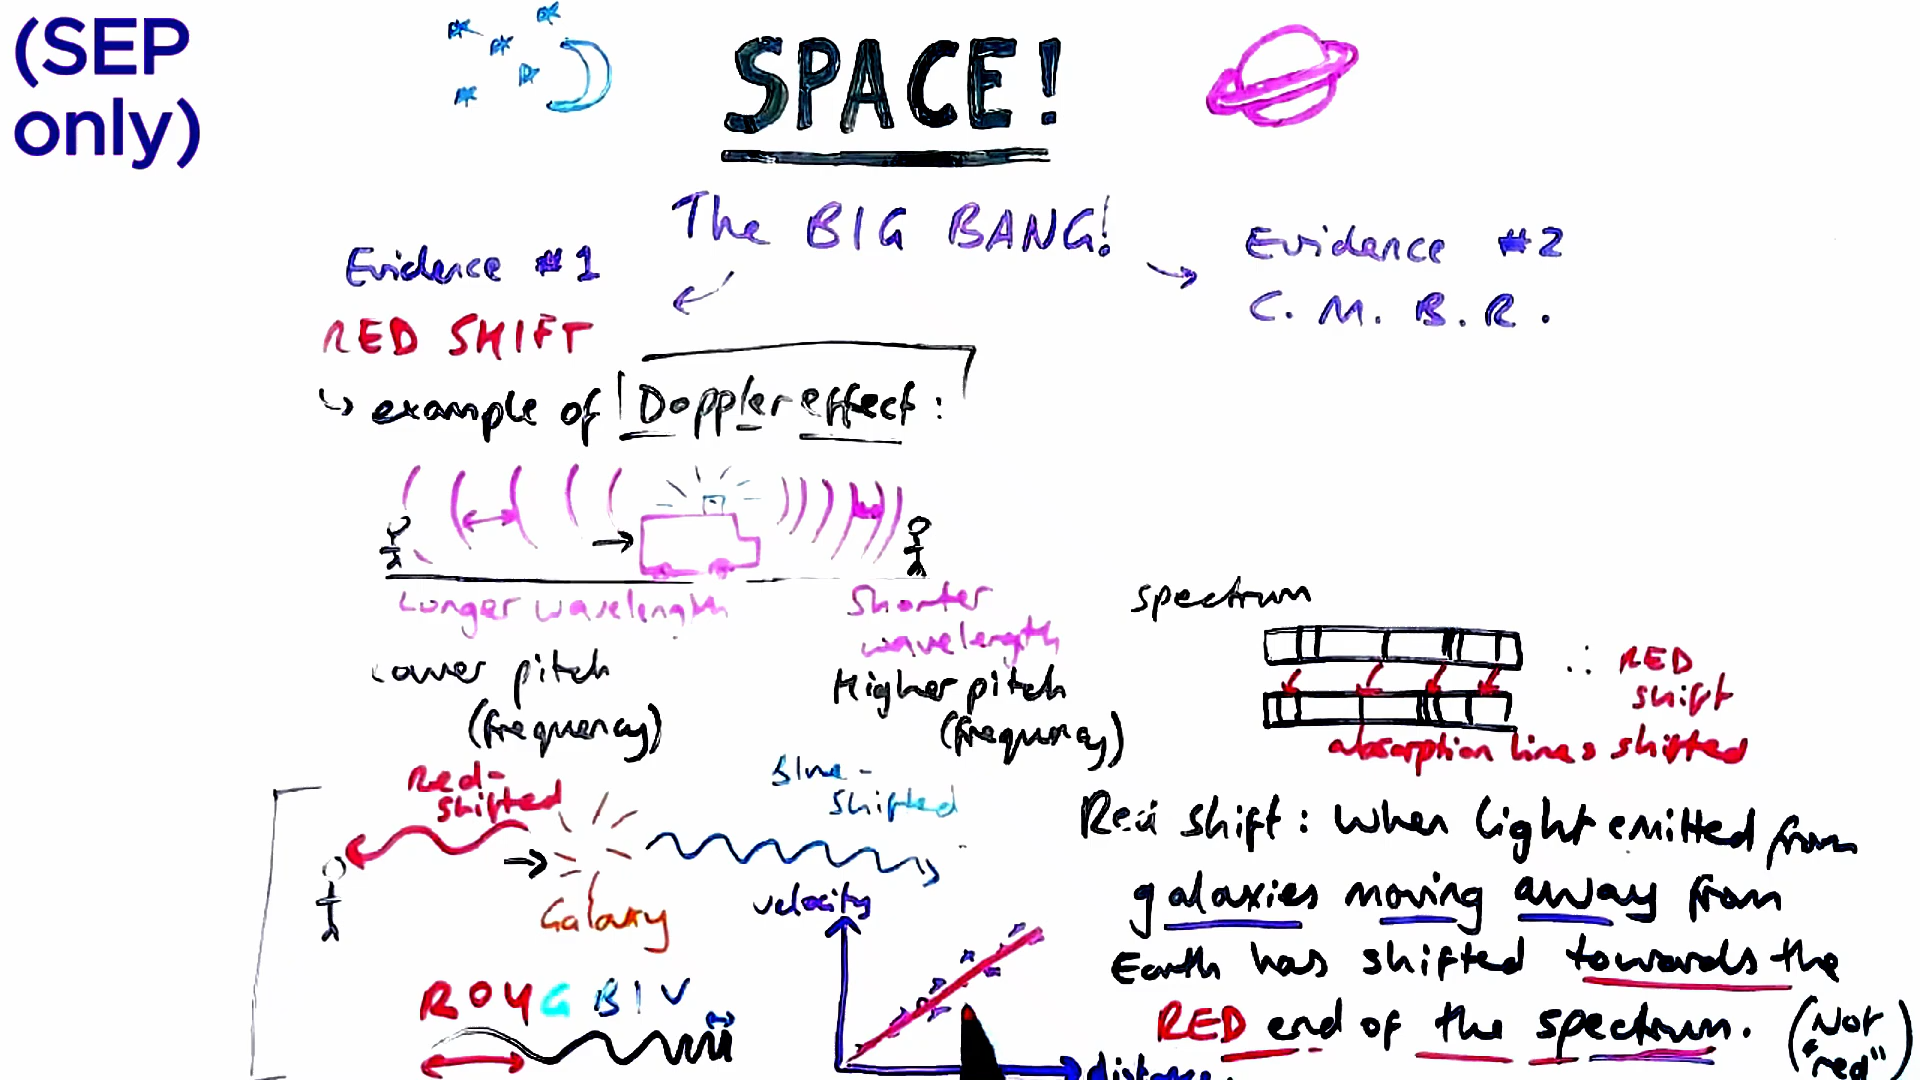 (SEP
only)
SPACE!
The BIG BANG!
Evidence #1
RED SHIFT
↳ example of Doppler effect:
Longer wavelength
Lower pitch
(frequency)
Shorter
wavelength
Higher pitch
(frequency)
Red-
shifted
Blue-
shifted
Galaxy
ROYGBIV
velocity
distance.
Evidence #2
C. M. B. R.
spectrum
∴ RED
shift
absorption lines shifted
Red shift: When light emitted from
galaxies moving away from
Earth has shifted towards the
RED end of the spectrum. (Not
"red")